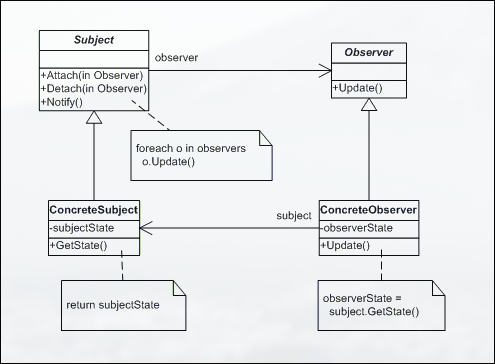 Subject
+Attach(in Observer)
+Detach(in Observer)
+Notify()
observer
Observer
+Update()
foreach o in observers
o.Update()
ConcreteSubject
-subjectState
+GetState()
subject
ConcreteObserver
-observerState
+Update()
return subjectState
observerState =
subject.GetState()